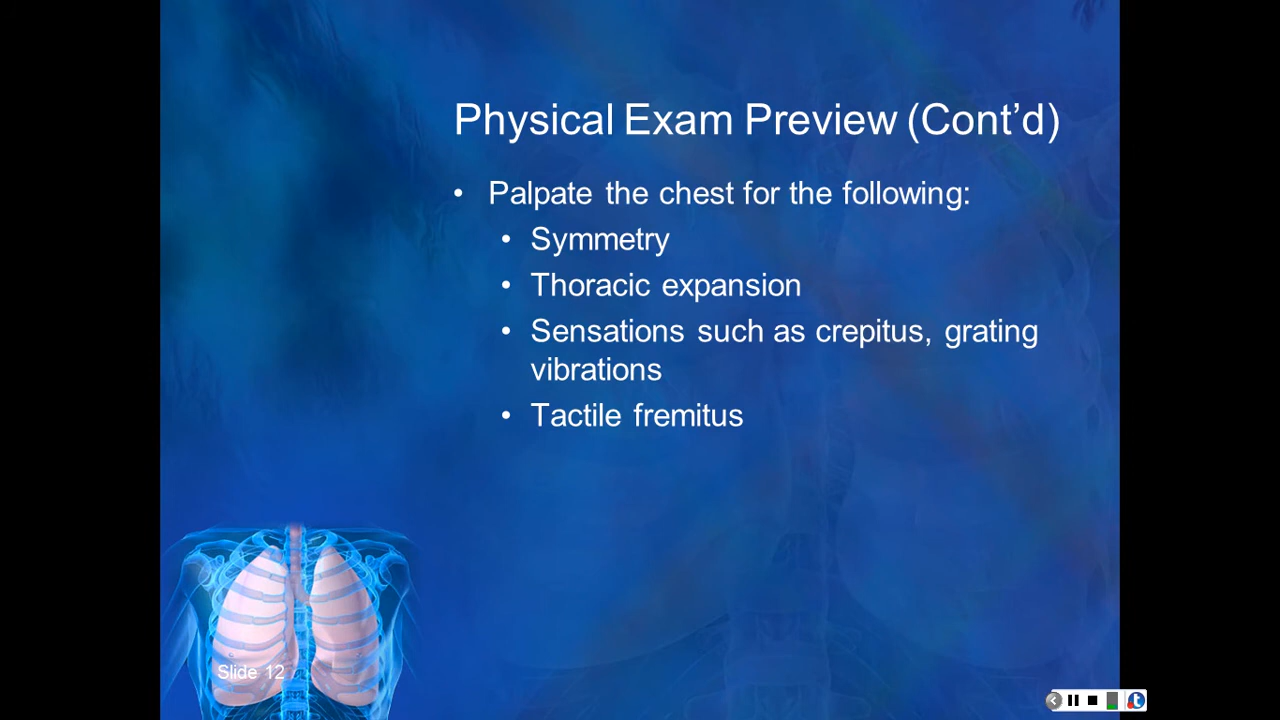 Physical Exam Preview (Cont’d)
• Palpate the chest for the following:
• Symmetry
• Thoracic expansion
• Sensations such as crepitus, grating
vibrations
• Tactile fremitus
Slide 12
t